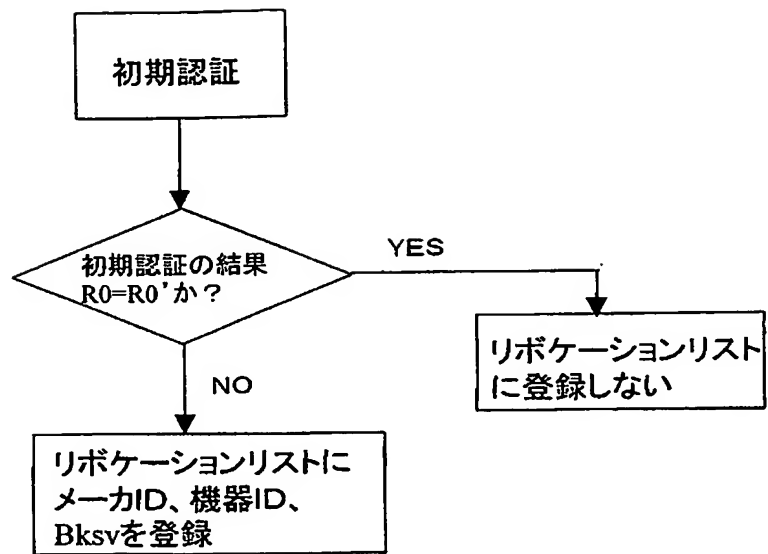 初期認証
初期認証の結果
R0=R0'か？
YES
NO
リボケーションリスト
に登録しない
リボケーションリストに
メーカID、機器ID、
Bksvを登録